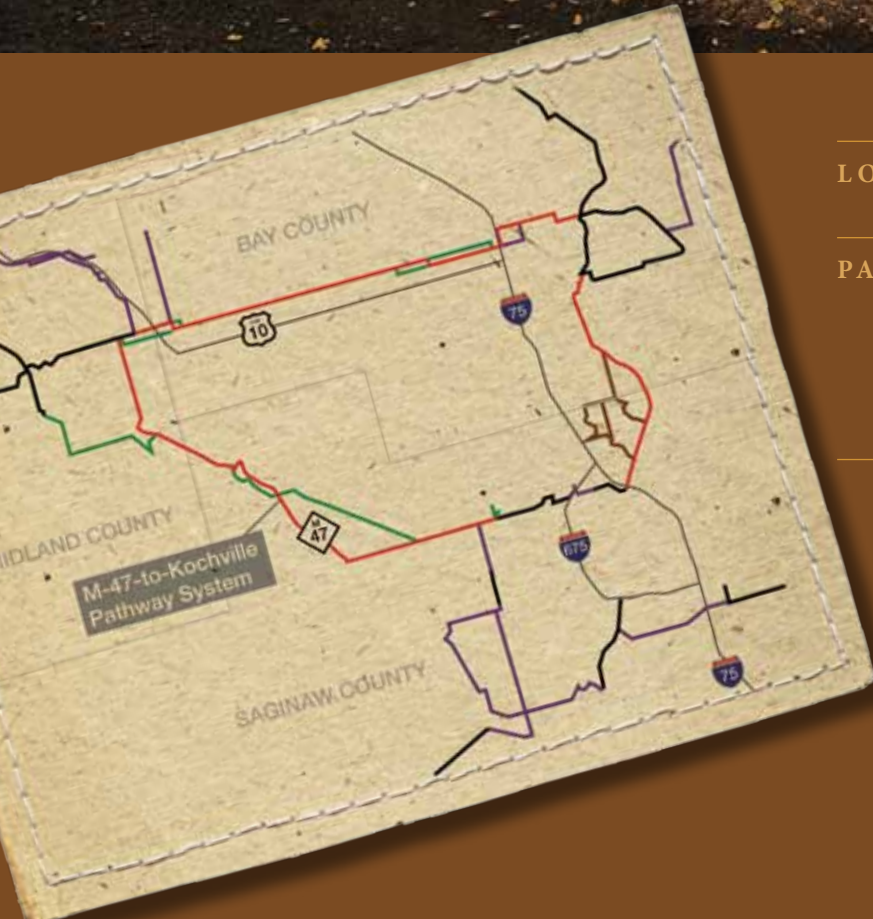 LO
BAY COUNTY
PA
75
10
MIDLAND COUNTY
M
47
675
M-47-to-Kochville
Pathway System
75
SAGINAW COUNTY